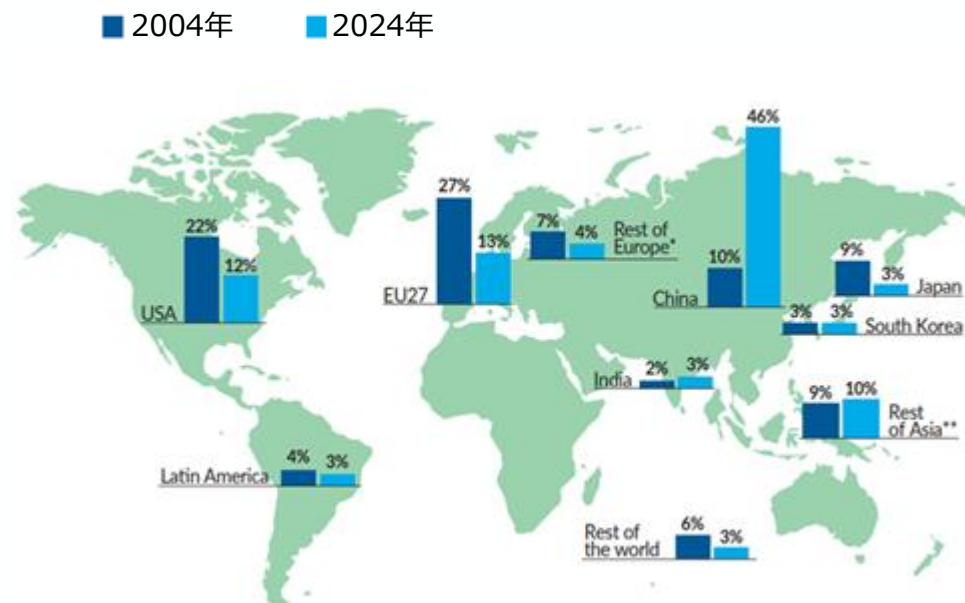 2004年 2024年
22%
12%
USA
27%
13%
EU27
7%
4%
Rest of
Europe*
10%
46%
China
9%
3%
Japan
3%
3%
South Korea
2%
3%
India
9%
10%
Rest
of Asia**
4%
3%
Latin America
6%
3%
Rest of
the world